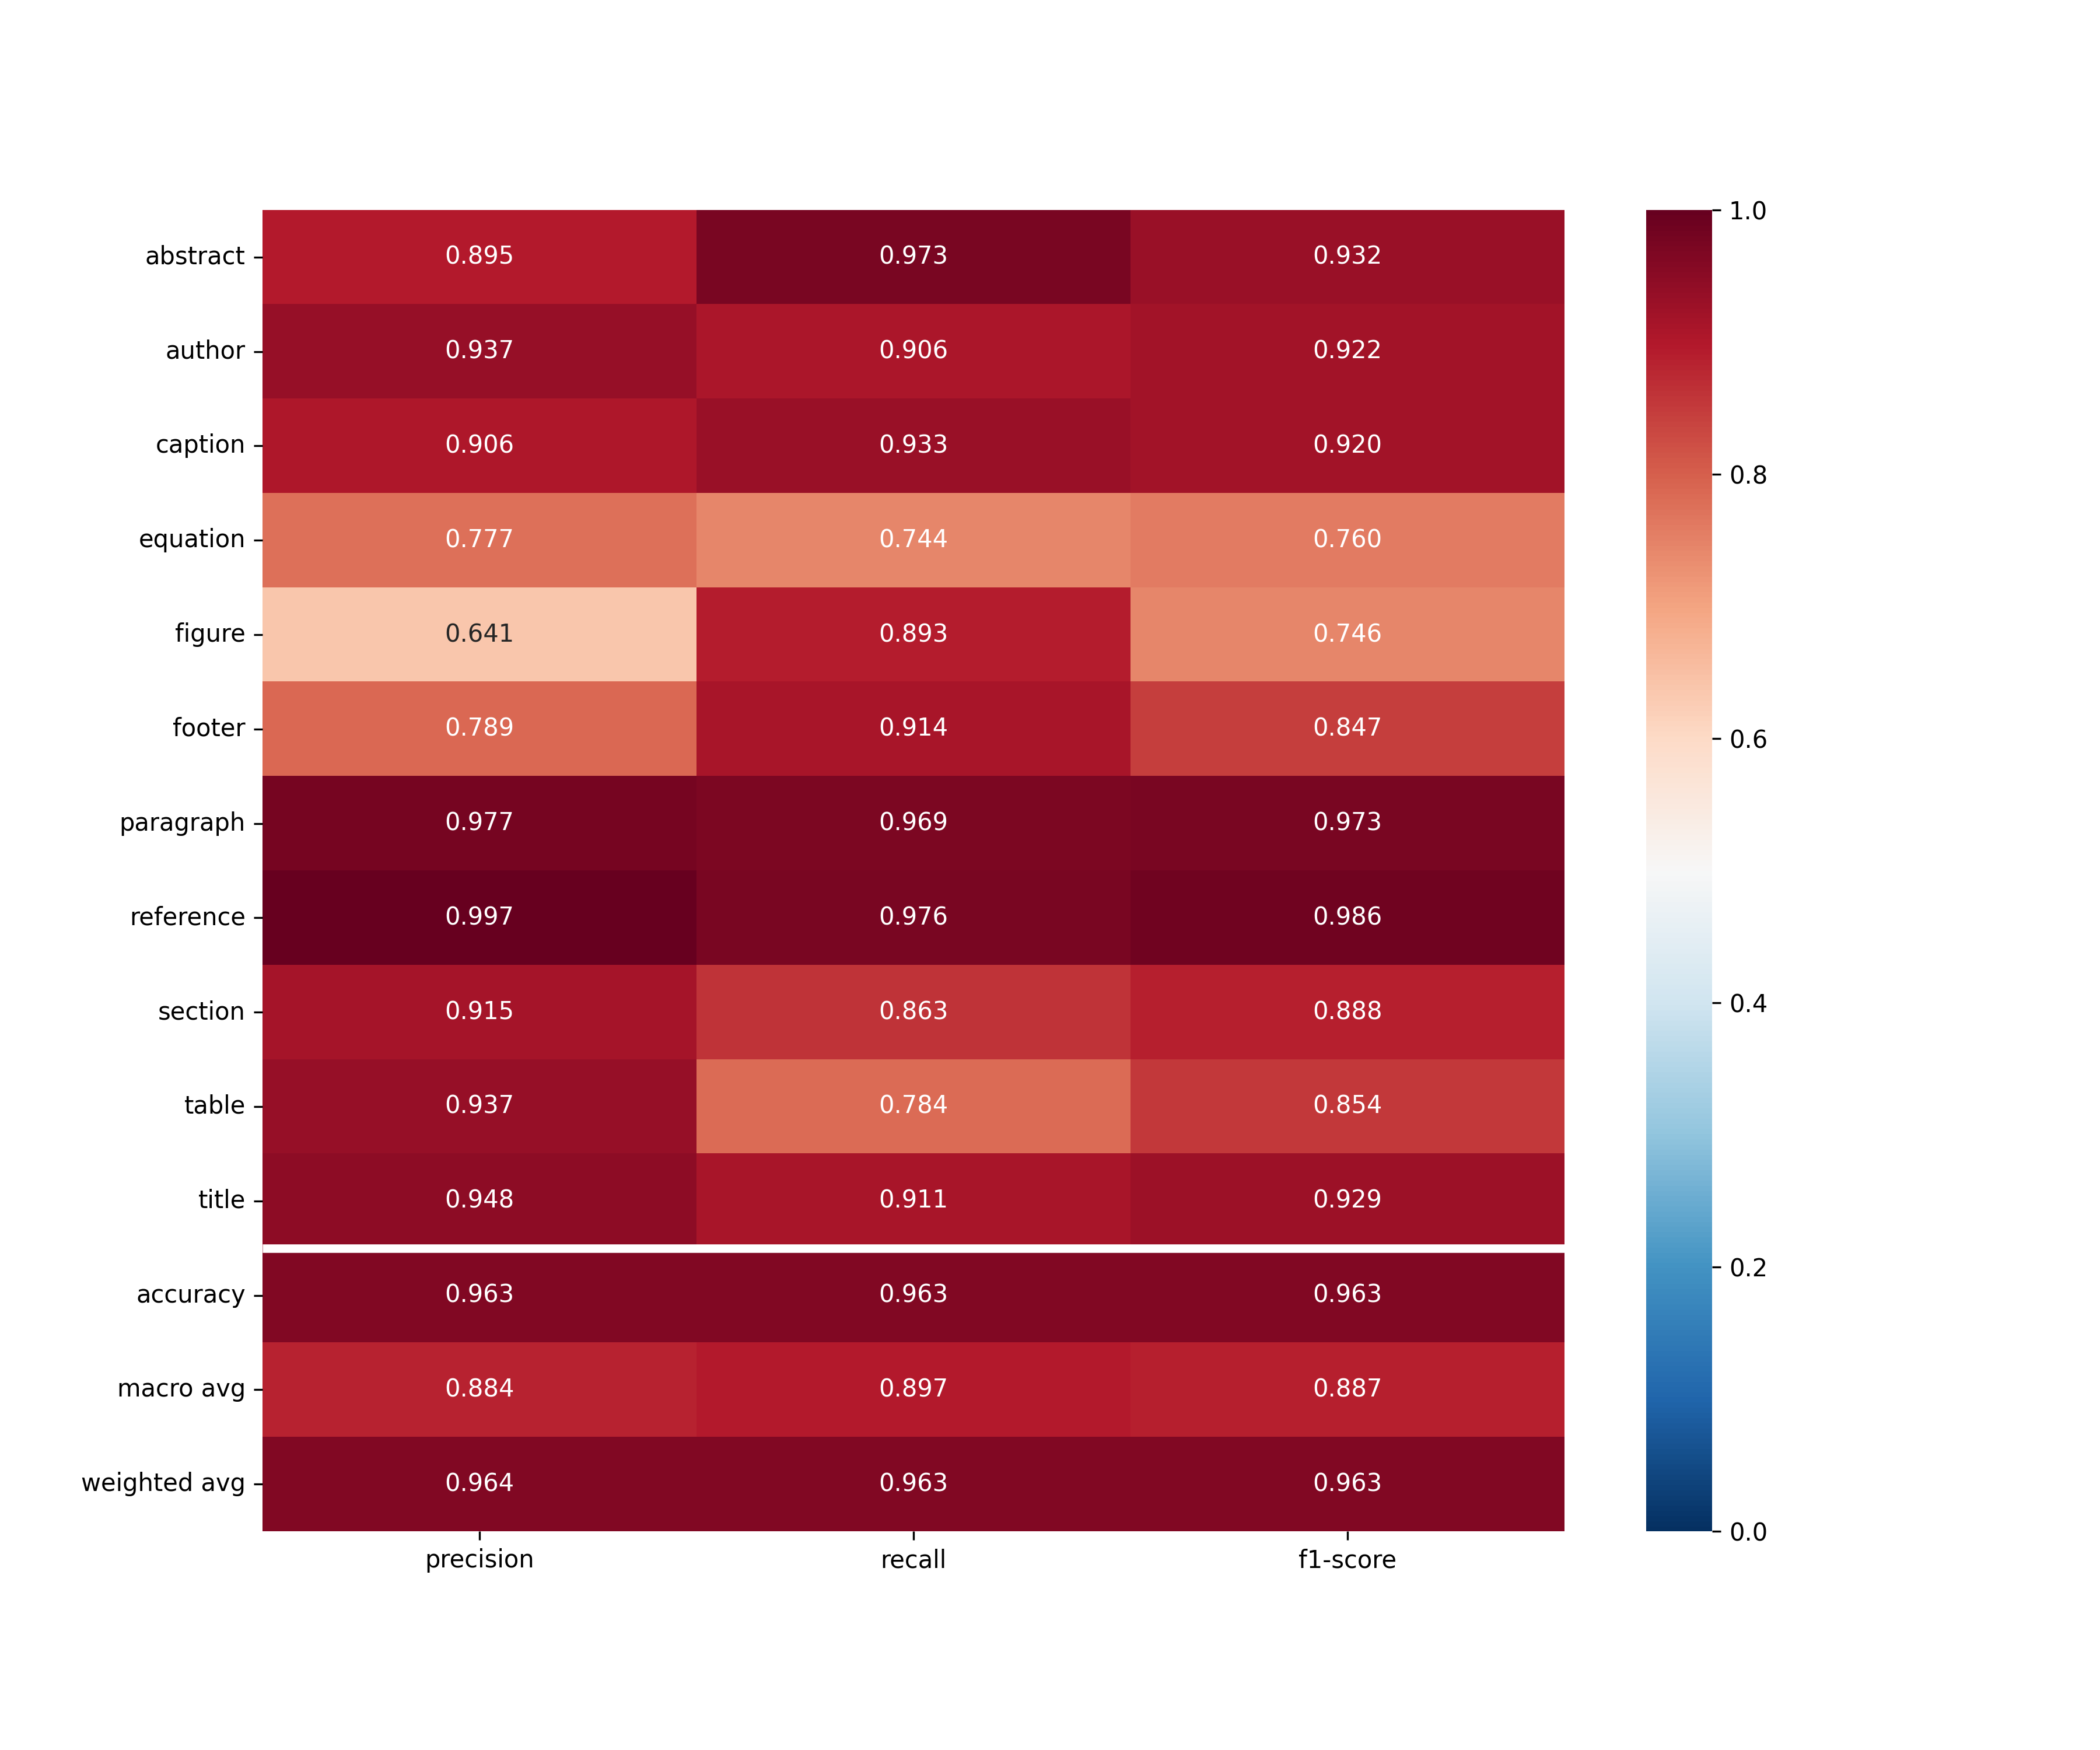 abstract 0.895 0.973 0.932 1.0
author 0.937 0.906 0.922
caption 0.906 0.933 0.920
0.8
equation 0.777 0.744 0.760
figure 0.641 0.893 0.746
footer 0.789 0.914 0.847
0.6
paragraph 0.977 0.969 0.973
reference 0.997 0.976 0.986
section 0.915 0.863 0.888
0.4
table 0.937 0.784 0.854
title 0.948 0.911 0.929
accuracy 0.963 0.963 0.963
0.2
macro avg 0.884 0.897 0.887
weighted avg 0.964 0.963 0.963
0.0
precision recall f1-score